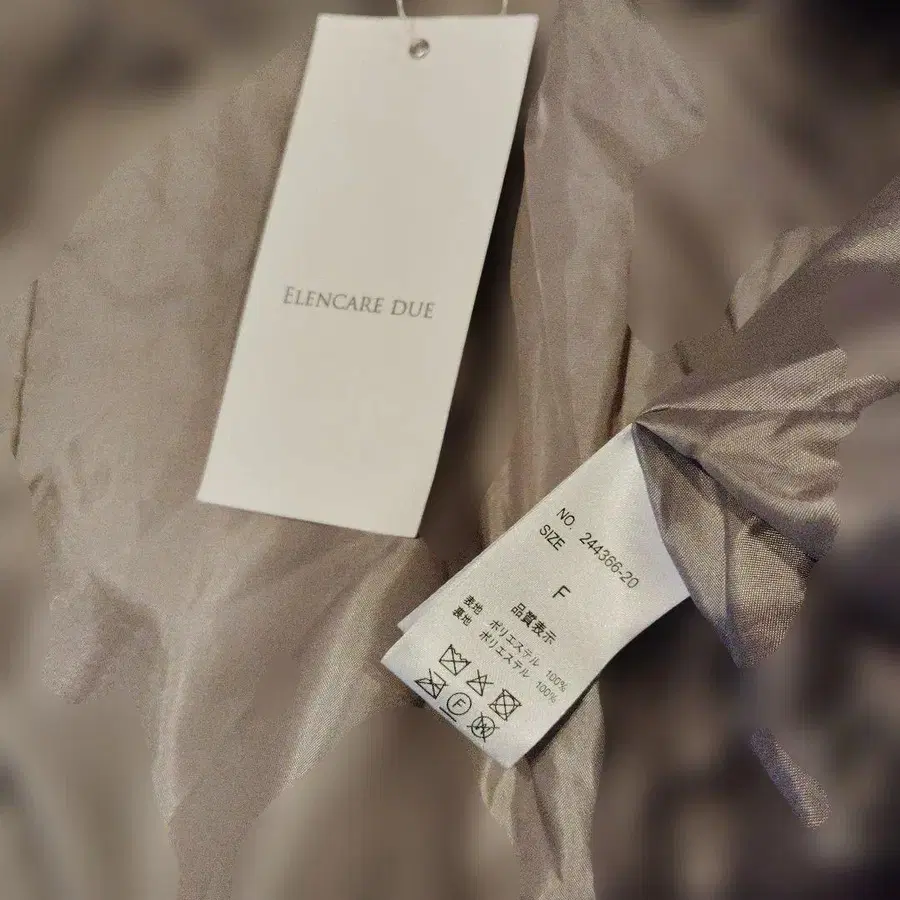 ELENCARE DUE
NO. 244366-20
SIZE
F
品質表示
表地 ポリエステル 100%
裏地 ポリエステル 100%
F
W